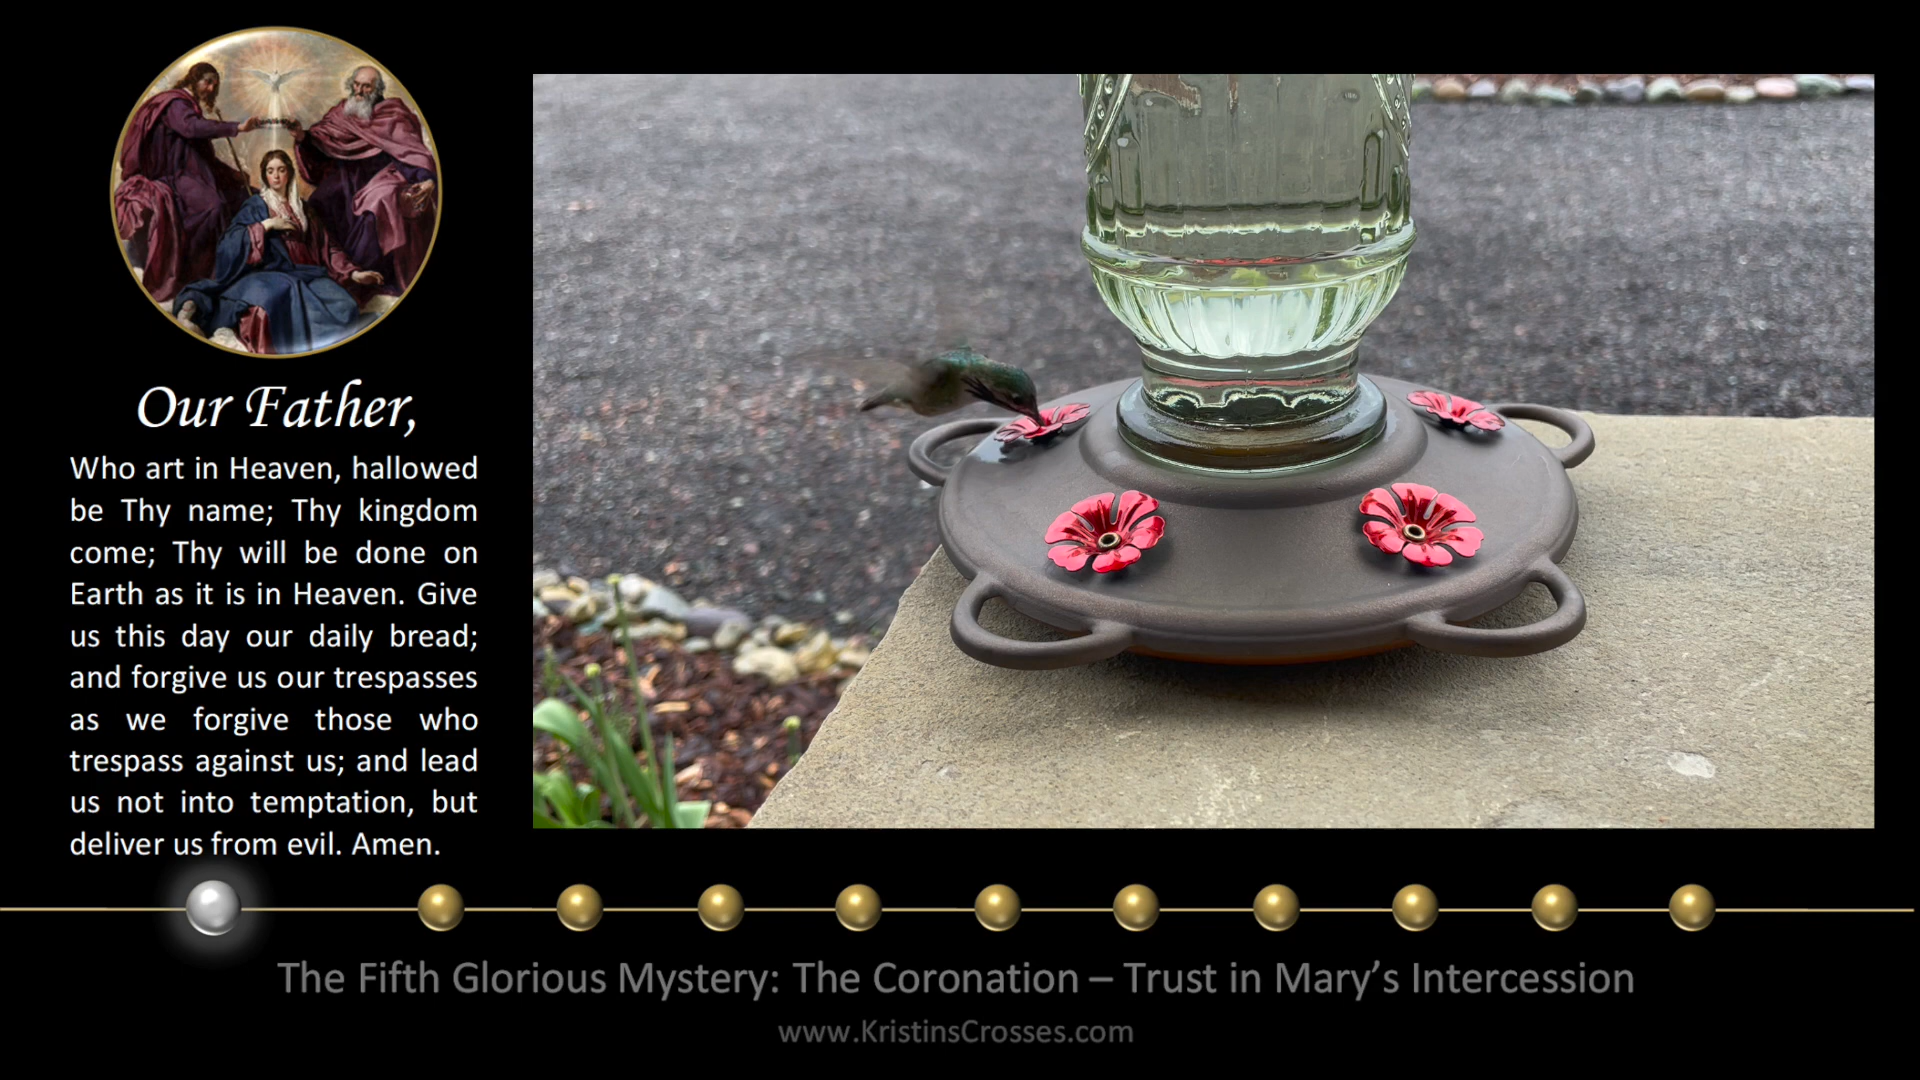 Our Father,
Who art in Heaven, hallowed
be Thy name; Thy kingdom
come; Thy will be done on
Earth as it is in Heaven. Give
us this day our daily bread;
and forgive us our trespasses
as we forgive those who
trespass against us; and lead
us not into temptation, but
deliver us from evil. Amen.
The Fifth Glorious Mystery: The Coronation – Trust in Mary’s Intercession
www.KristinsCrosses.com